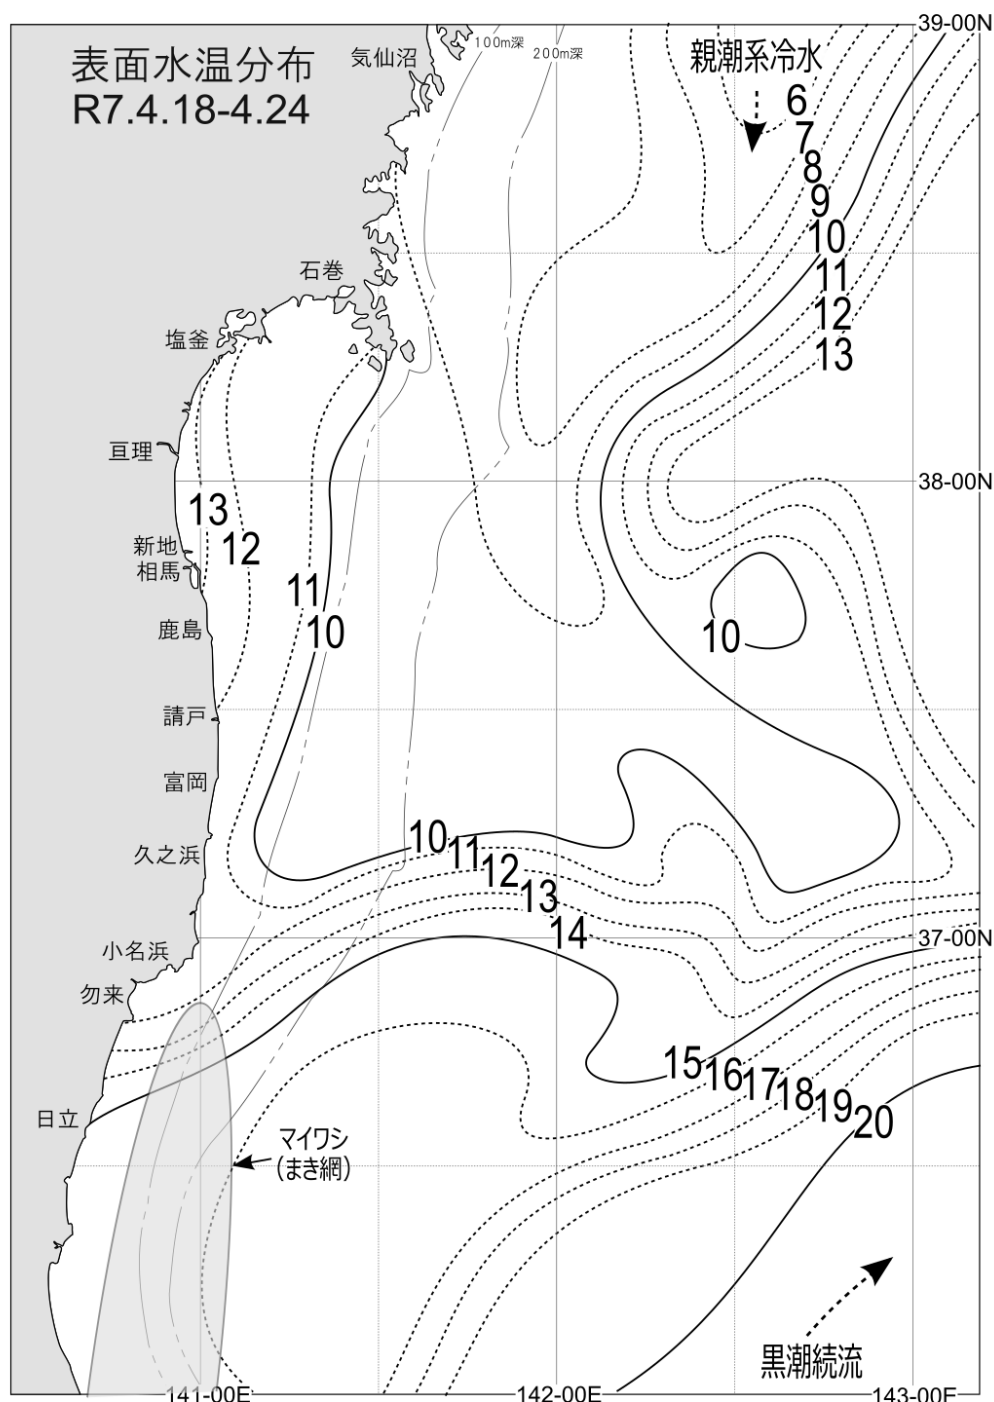 表面水温分布
R7.4.18-4.24
気仙沼
100m深
200m深
親潮系冷水
39-00N
6
7
8
9
10
11
12
13
石巻
塩釜
亘理
38-00N
13
12
11
10
新地
相馬
鹿島
10
請戸
富岡
久之浜
10
11
12
13
14
37-00N
小名浜
勿来
15
16
17
18
19
20
日立
マイワシ
(まき網)
黒潮続流
141-00E
142-00E
143-00E